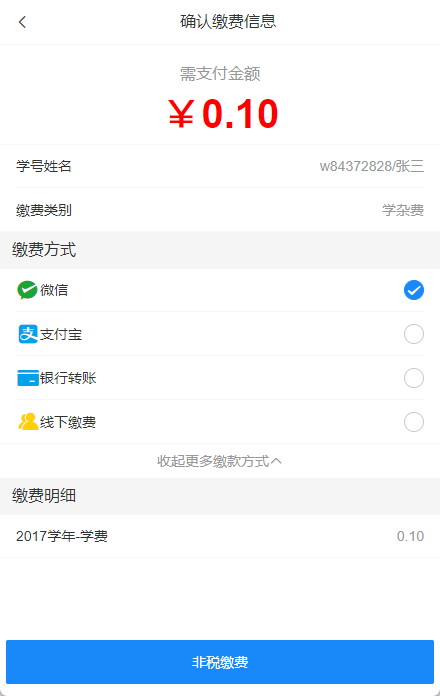 确认缴费信息
需支付金额
￥0.10
学号姓名 w84372828/张三
缴费类别 学杂费
缴费方式
微信
支付宝
银行转账
线下缴费
收起更多缴款方式
缴费明细
2017学年-学费 0.10
非税缴费